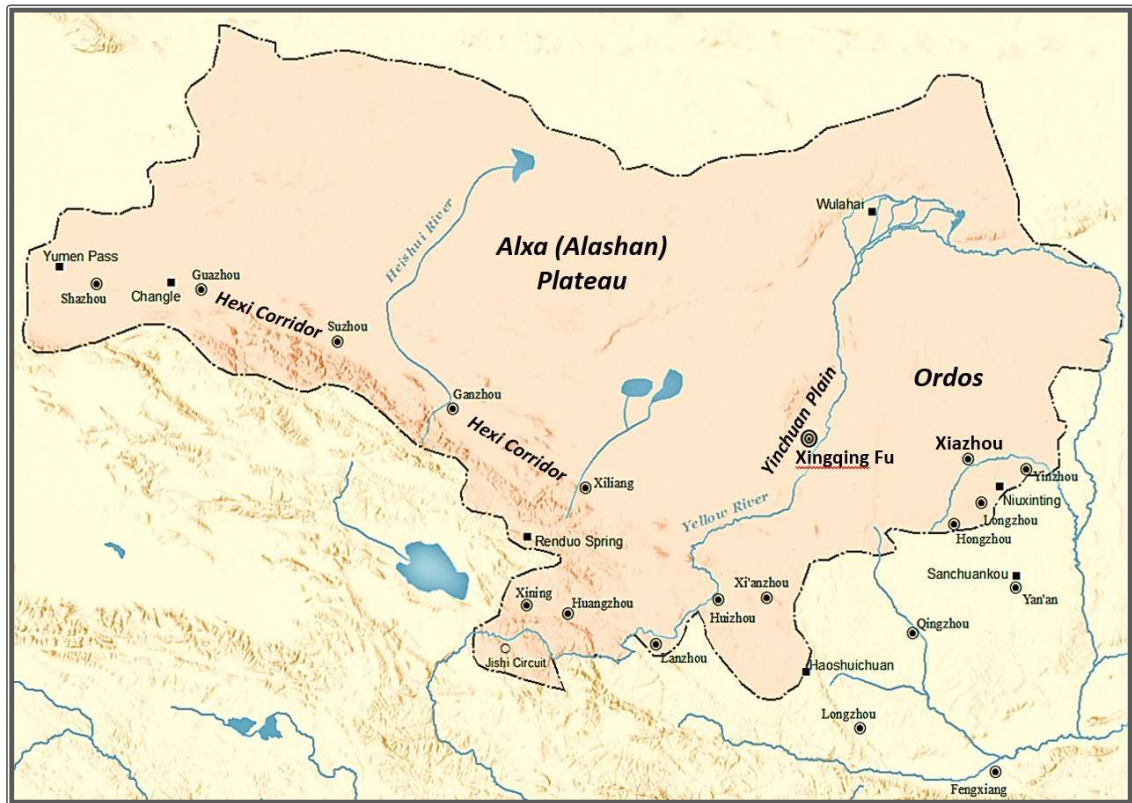 Wulahai
Alxa (Alashan)
Plateau
Heishui River
Yumen Pass
Shazhou
Changle
Guazhou
Hexi Corridor
Suzhou
Ordos
Ganzhou
Hexi Corridor
Yinchuan Plain
Xingqing Fu
Xiazhou
Yinzhou
Xiliang
Niuxinting
Longzhou
Yellow River
Hongzhou
Renduo Spring
Sanchuankou
Xi'anzhou
Yan'an
Xining
Huangzhou
Huizhou
Qingzhou
Jishi Circuit
Lanzhou
Haoshuichuan
Longzhou
Fengxiang